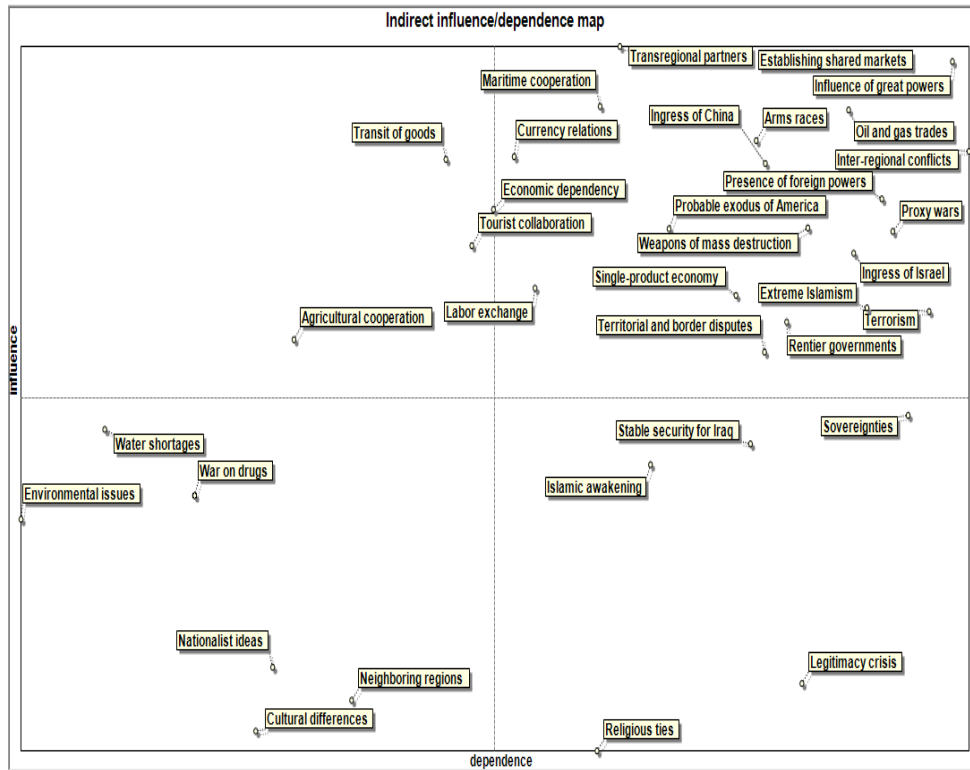 Indirect influence/dependence map
Transregional partners
Establishing shared markets
Maritime cooperation
Influence of great powers
Transit of goods
Currency relations
Ingress of China
Arms races
Oil and gas trades
Inter-regional conflicts
Economic dependency
Presence of foreign powers
Probable exodus of America
Proxy wars
Tourist collaboration
Weapons of mass destruction
Ingress of Israel
Single-product economy
Extreme Islamism
Agricultural cooperation
Labor exchange
Territorial and border disputes
Terrorism
Rentier governments
influence
Water shortages
Stable security for Iraq
Sovereignties
War on drugs
Environmental issues
Islamic awakening
Nationalist ideas
Neighboring regions
Legitimacy crisis
Cultural differences
Religious ties
dependence